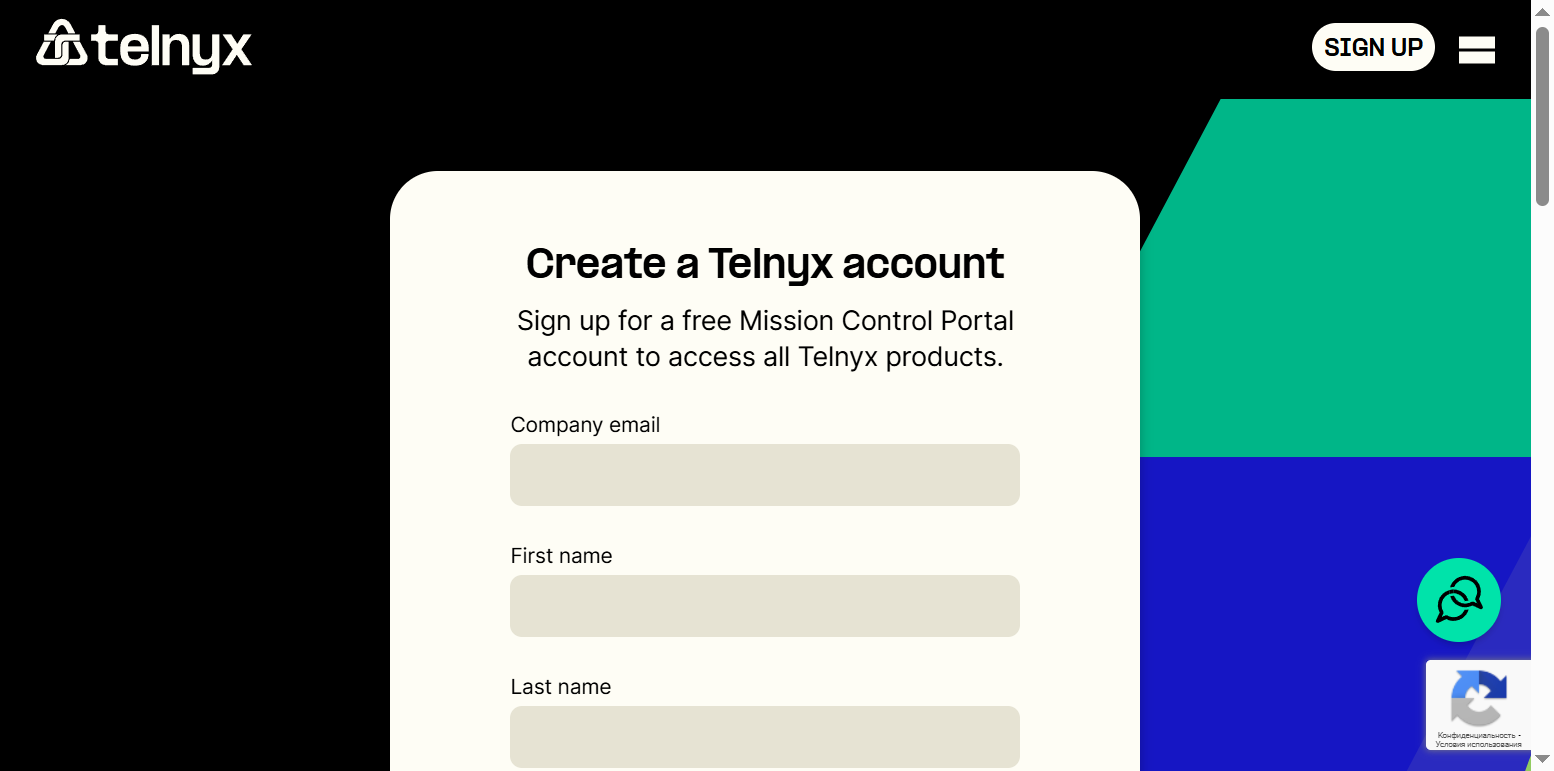 telnyx
SIGN UP
Create a Telnyx account
Sign up for a free Mission Control Portal
account to access all Telnyx products.
Company email
First name
Last name
Конфиденциальность -
Условия использования